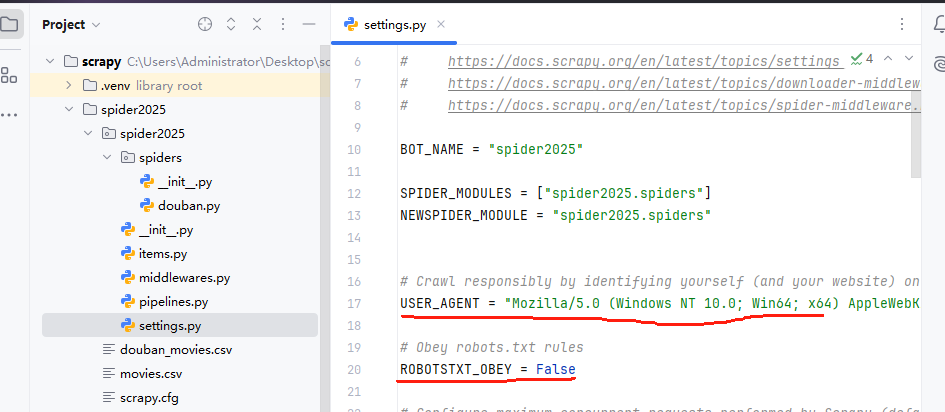 Project
scrapy C:\Users\Administrator\Desktop\sc
.venv library root
spider2025
spider2025
spiders
__init__.py
douban.py
__init__.py
items.py
middlewares.py
pipelines.py
settings.py
douban_movies.csv
movies.csv
scrapy.cfg
settings.py
4
6 # https://docs.scrapy.org/en/latest/topics/settings
7 # https://docs.scrapy.org/en/latest/topics/downloader-middlew
8 # https://docs.scrapy.org/en/latest/topics/spider-middleware.
9
10 BOT_NAME = "spider2025"
11
12 SPIDER_MODULES = ["spider2025.spiders"]
13 NEWSPIDER_MODULE = "spider2025.spiders"
14
15
16 # Crawl responsibly by identifying yourself (and your website) on
17 USER_AGENT = "Mozilla/5.0 (Windows NT 10.0; Win64; x64) AppleWebK
18
19 # Obey robots.txt rules
20 ROBOTSTXT_OBEY = False
21